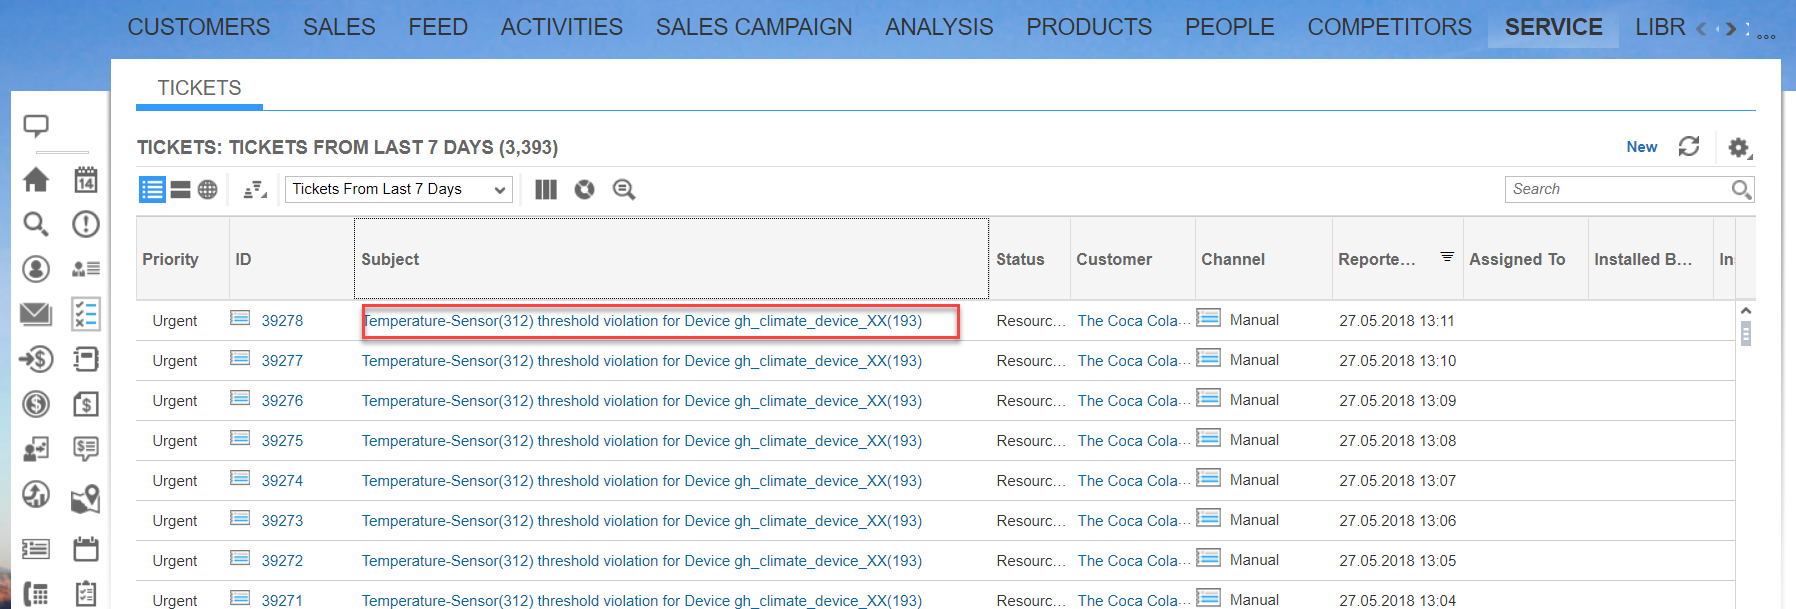 CUSTOMERS SALES FEED ACTIVITIES SALES CAMPAIGN ANALYSIS PRODUCTS PEOPLE COMPETITORS SERVICE LIBR ...
TICKETS
TICKETS: TICKETS FROM LAST 7 DAYS (3,393) New
14
Tickets From Last 7 Days Search
Priority ID Subject Status Customer Channel Reporte... Assigned To Installed B... In
Urgent 39278 Temperature-Sensor(312) threshold violation for Device gh_climate_device_XX(193) Resourc... The Coca Cola... Manual 27.05.2018 13:11
Urgent 39277 Temperature-Sensor(312) threshold violation for Device gh_climate_device_XX(193) Resourc... The Coca Cola... Manual 27.05.2018 13:10
Urgent 39276 Temperature-Sensor(312) threshold violation for Device gh_climate_device_XX(193) Resourc... The Coca Cola... Manual 27.05.2018 13:09
Urgent 39275 Temperature-Sensor(312) threshold violation for Device gh_climate_device_XX(193) Resourc... The Coca Cola... Manual 27.05.2018 13:08
Urgent 39274 Temperature-Sensor(312) threshold violation for Device gh_climate_device_XX(193) Resourc... The Coca Cola... Manual 27.05.2018 13:07
Urgent 39273 Temperature-Sensor(312) threshold violation for Device gh_climate_device_XX(193) Resourc... The Coca Cola... Manual 27.05.2018 13:06
Urgent 39272 Temperature-Sensor(312) threshold violation for Device gh_climate_device_XX(193) Resourc... The Coca Cola... Manual 27.05.2018 13:05
Urgent 39271 Temperature-Sensor(312) threshold violation for Device gh_climate_device_XX(193) Resourc... The Coca Cola... Manual 27.05.2018 13:04